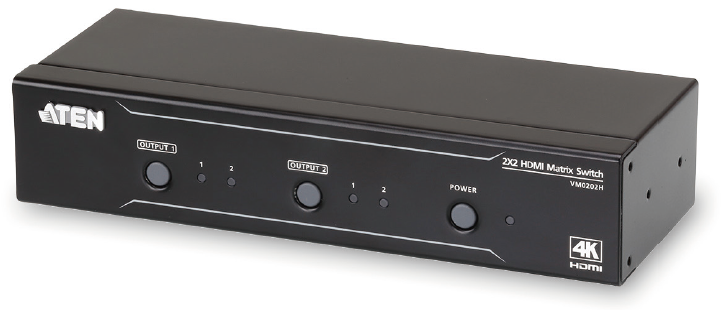 ATEN
OUTPUT 1
1 2
OUTPUT 2
1 2
POWER
2X2 HDMI Matrix Switch
VM0202H
4K
HDMI